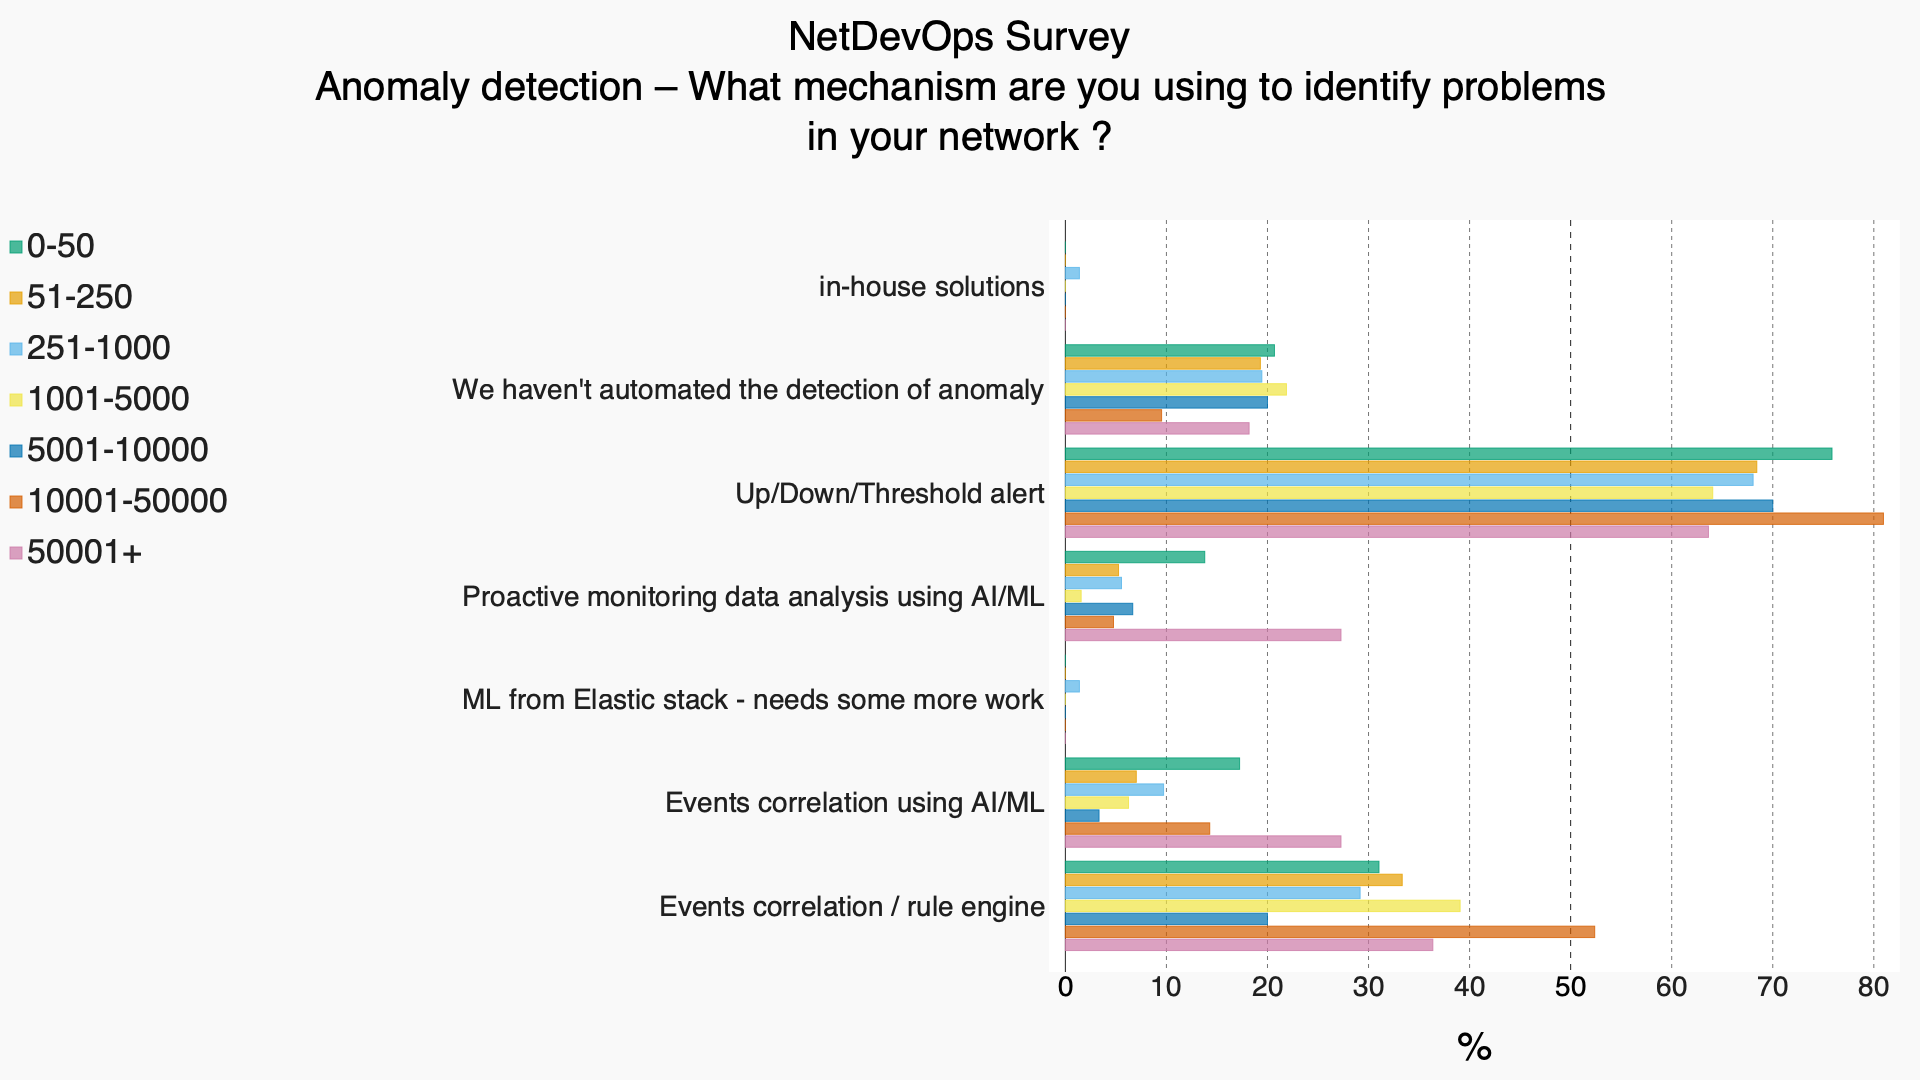 NetDevOps Survey
Anomaly detection – What mechanism are you using to identify problems
in your network ?
0-50
51-250
251-1000
1001-5000
5001-10000
10001-50000
50001+
in-house solutions
We haven't automated the detection of anomaly
Up/Down/Threshold alert
Proactive monitoring data analysis using AI/ML
ML from Elastic stack - needs some more work
Events correlation using AI/ML
Events correlation / rule engine
0 10 20 30 40 50 60 70 80
%